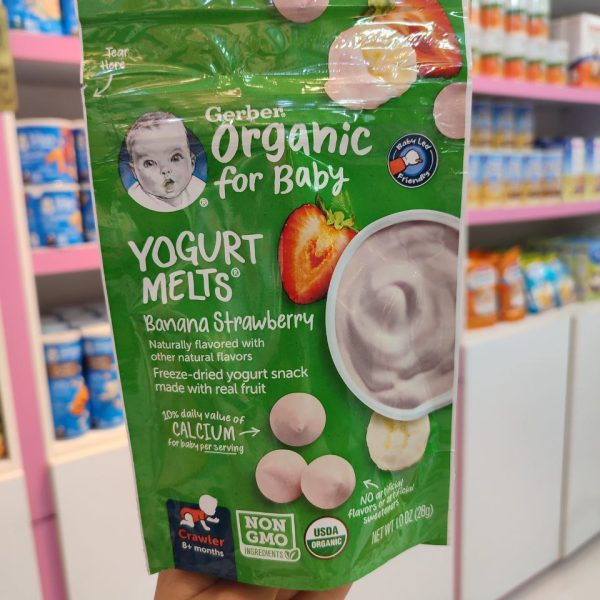 Tear
Here
Gerber®
Organic
for Baby
Baby Led
Friendly
YOGURT
MELTS®
Banana Strawberry
Naturally flavored with
other natural flavors
Freeze-dried yogurt snack
made with real fruit
10% daily value of
CALCIUM
for baby per serving
NO artificial
flavors or artificial
sweeteners
NET WT 1.0 OZ (28g)
Crawler
8+ months
NON
GMO
INGREDIENTS
USDA
ORGANIC